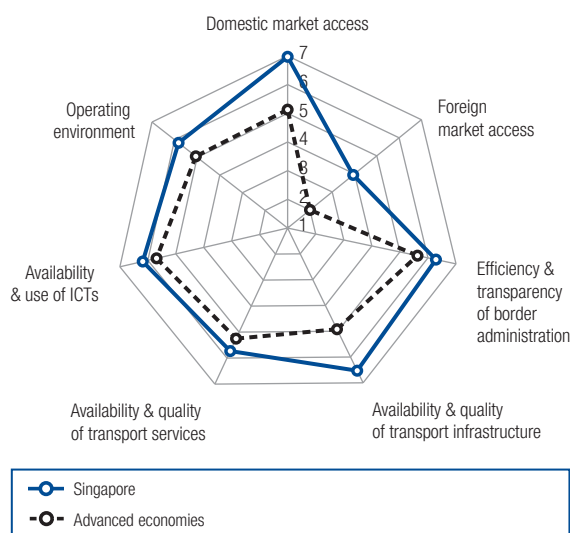 Domestic market access
7
6
5
4
3
2
1
Foreign
market access
Efficiency &
transparency
of border
administration
Availability & quality
of transport infrastructure
Availability & quality
of transport services
Availability
& use of ICTs
Operating
environment
Singapore
Advanced economies